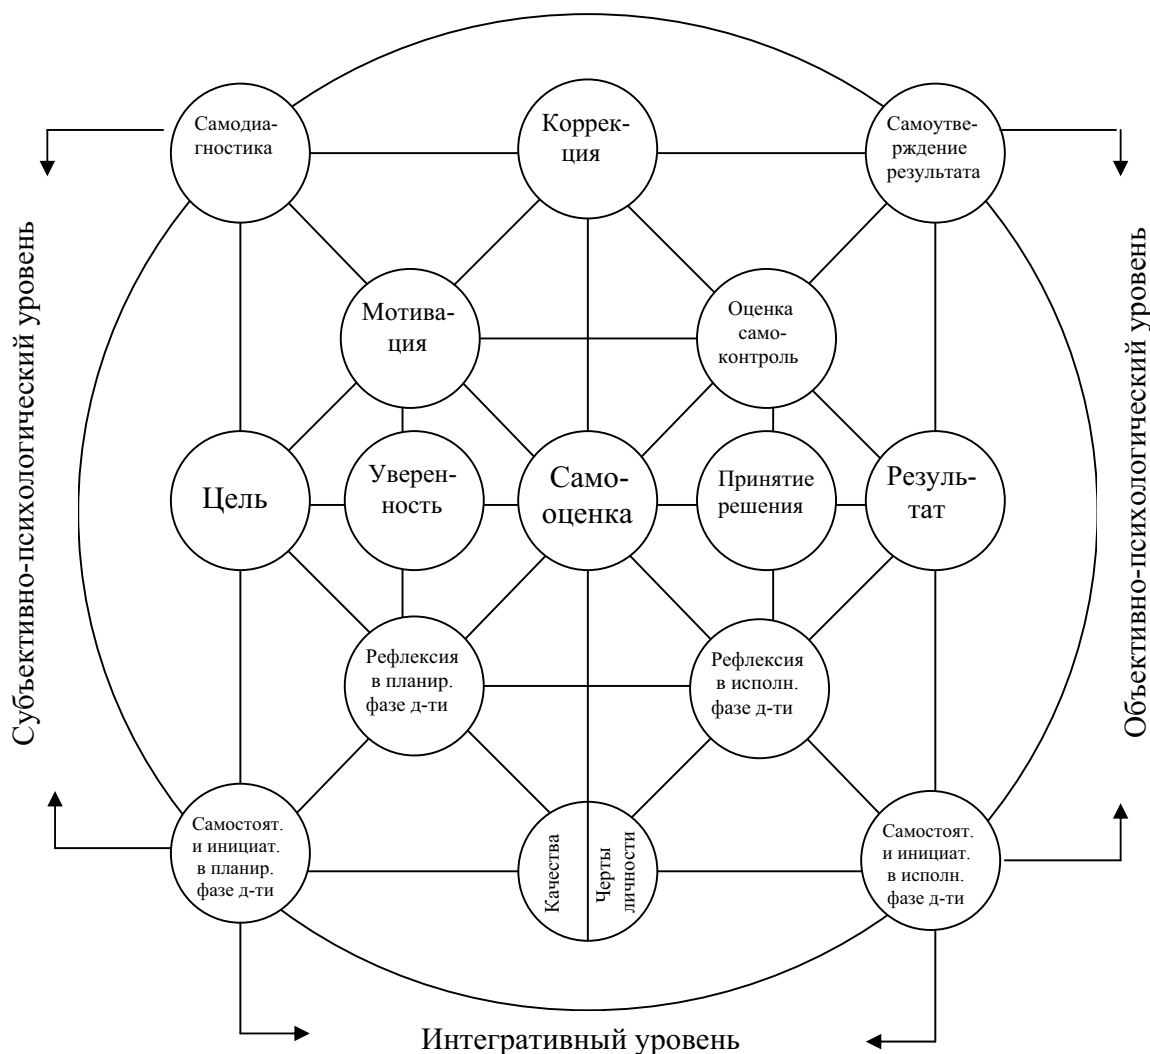 Самодиа-
гностика
Коррек-
ция
Самоутве-
рждение
результата
Субъективно-психологический уровень
Объективно-психологический уровень
Мотива-
ция
Оценка
само-
контроль
Цель
Уверен-
ность
Само-
оценка
Принятие
решения
Резуль-
тат
Рефлексия
в планир.
фазе д-ти
Рефлексия
в исполн.
фазе д-ти
Самостоят.
и инициат.
в планир.
фазе д-ти
Качества
Черты
личности
Самостоят.
и инициат.
в исполн.
фазе д-ти
Интегративный уровень